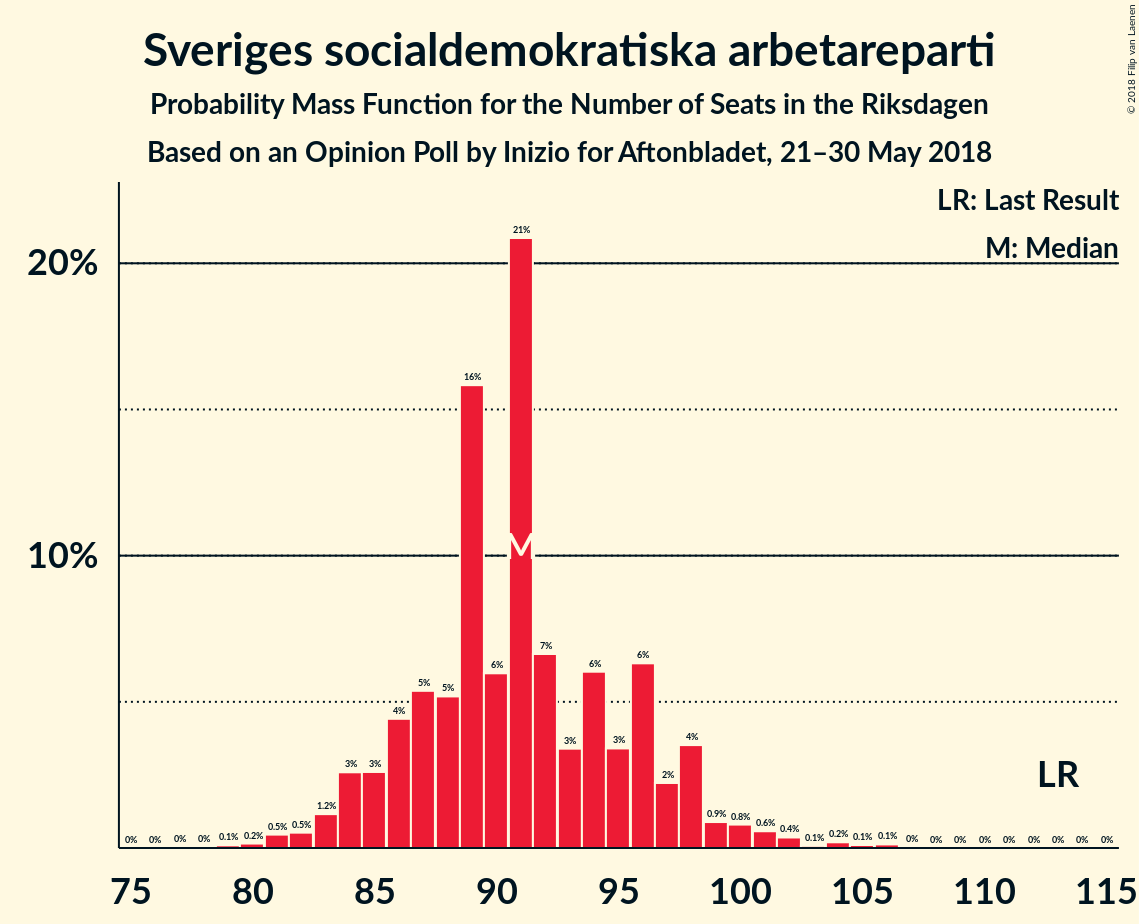 Sveriges socialdemokratiska arbetareparti
Probability Mass Function for the Number of Seats in the Riksdagen
Based on an Opinion Poll by Inizio for Aftonbladet, 21–30 May 2018
© 2018 Filip van Laenen
LR: Last Result
M: Median
20%
10%
0% 0% 0% 0% 0.1% 0.2% 0.5% 0.5% 1.2% 3% 3% 4% 5% 5% 16% 6% 21% 7% 3% 6% 3% 6% 2% 4% 0.9% 0.8% 0.6% 0.4% 0.1% 0.2% 0.1% 0.1% 0% 0% 0% 0% 0% 0% 0% 0% 0%
M
LR
75 80 85 90 95 100 105 110 115